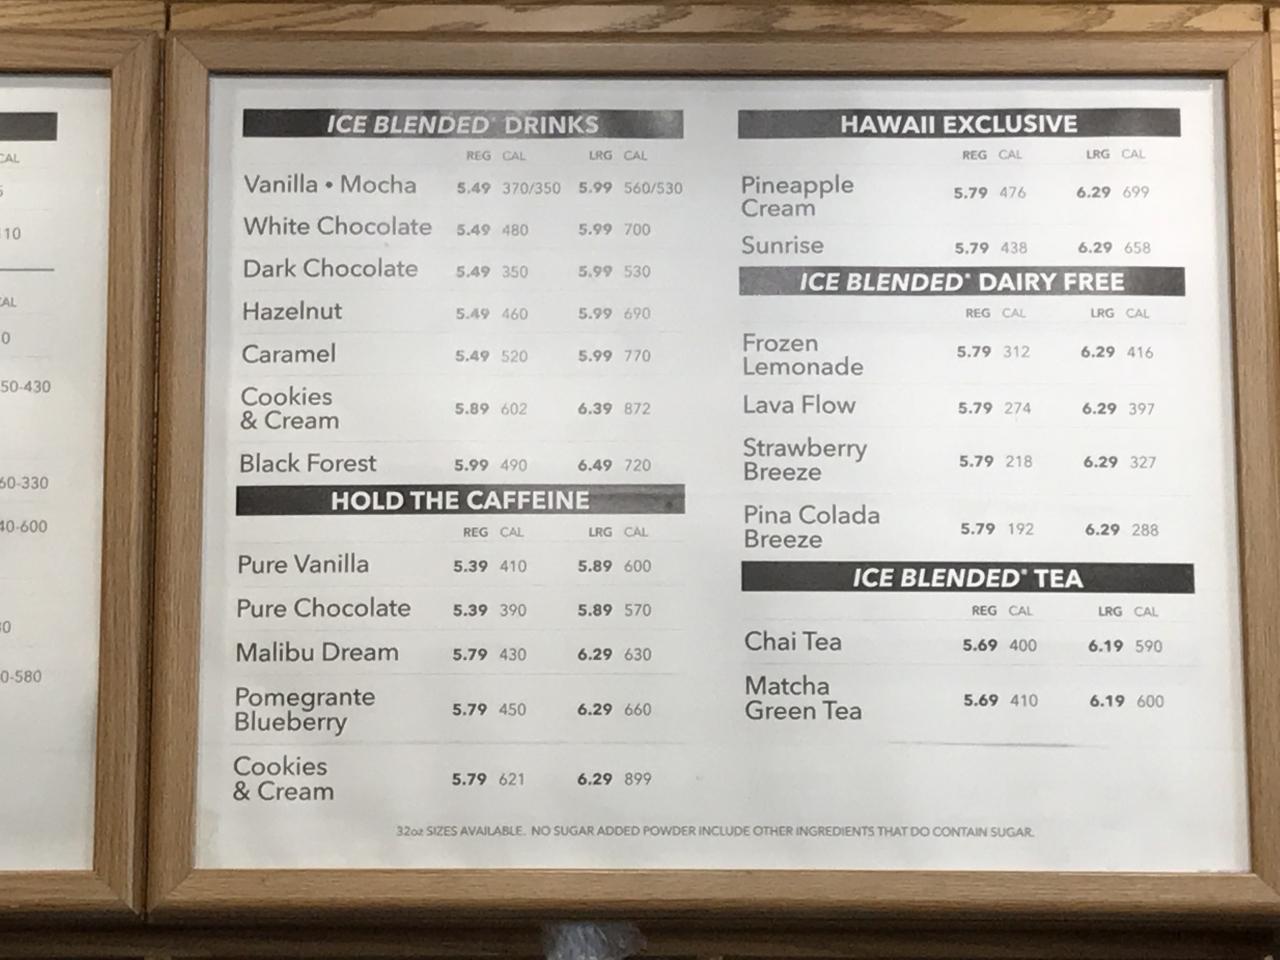 CAL
10
50-430
60-330
40-600
0-580
ICE BLENDED® DRINKS
REG CAL LRG CAL
Vanilla • Mocha 5.49 370/350 5.99 560/530
White Chocolate 5.49 480 5.99 700
Dark Chocolate 5.49 350 5.99 530
Hazelnut 5.49 460 5.99 690
Caramel 5.49 520 5.99 770
Cookies
& Cream 5.89 602 6.39 872
Black Forest 5.99 490 6.49 720
HOLD THE CAFFEINE
REG CAL LRG CAL
Pure Vanilla 5.39 410 5.89 600
Pure Chocolate 5.39 390 5.89 570
Malibu Dream 5.79 430 6.29 630
Pomegrante
Blueberry 5.79 450 6.29 660
Cookies
& Cream 5.79 621 6.29 899
HAWAII EXCLUSIVE
REG CAL LRG CAL
Pineapple
Cream 5.79 476 6.29 699
Sunrise 5.79 438 6.29 658
ICE BLENDED® DAIRY FREE
REG CAL LRG CAL
Frozen
Lemonade 5.79 312 6.29 416
Lava Flow 5.79 274 6.29 397
Strawberry
Breeze 5.79 218 6.29 327
Pina Colada
Breeze 5.79 192 6.29 288
ICE BLENDED® TEA
REG CAL LRG CAL
Chai Tea 5.69 400 6.19 590
Matcha
Green Tea 5.69 410 6.19 600
32oz SIZES AVAILABLE. NO SUGAR ADDED POWDER INCLUDE OTHER INGREDIENTS THAT DO CONTAIN SUGAR.